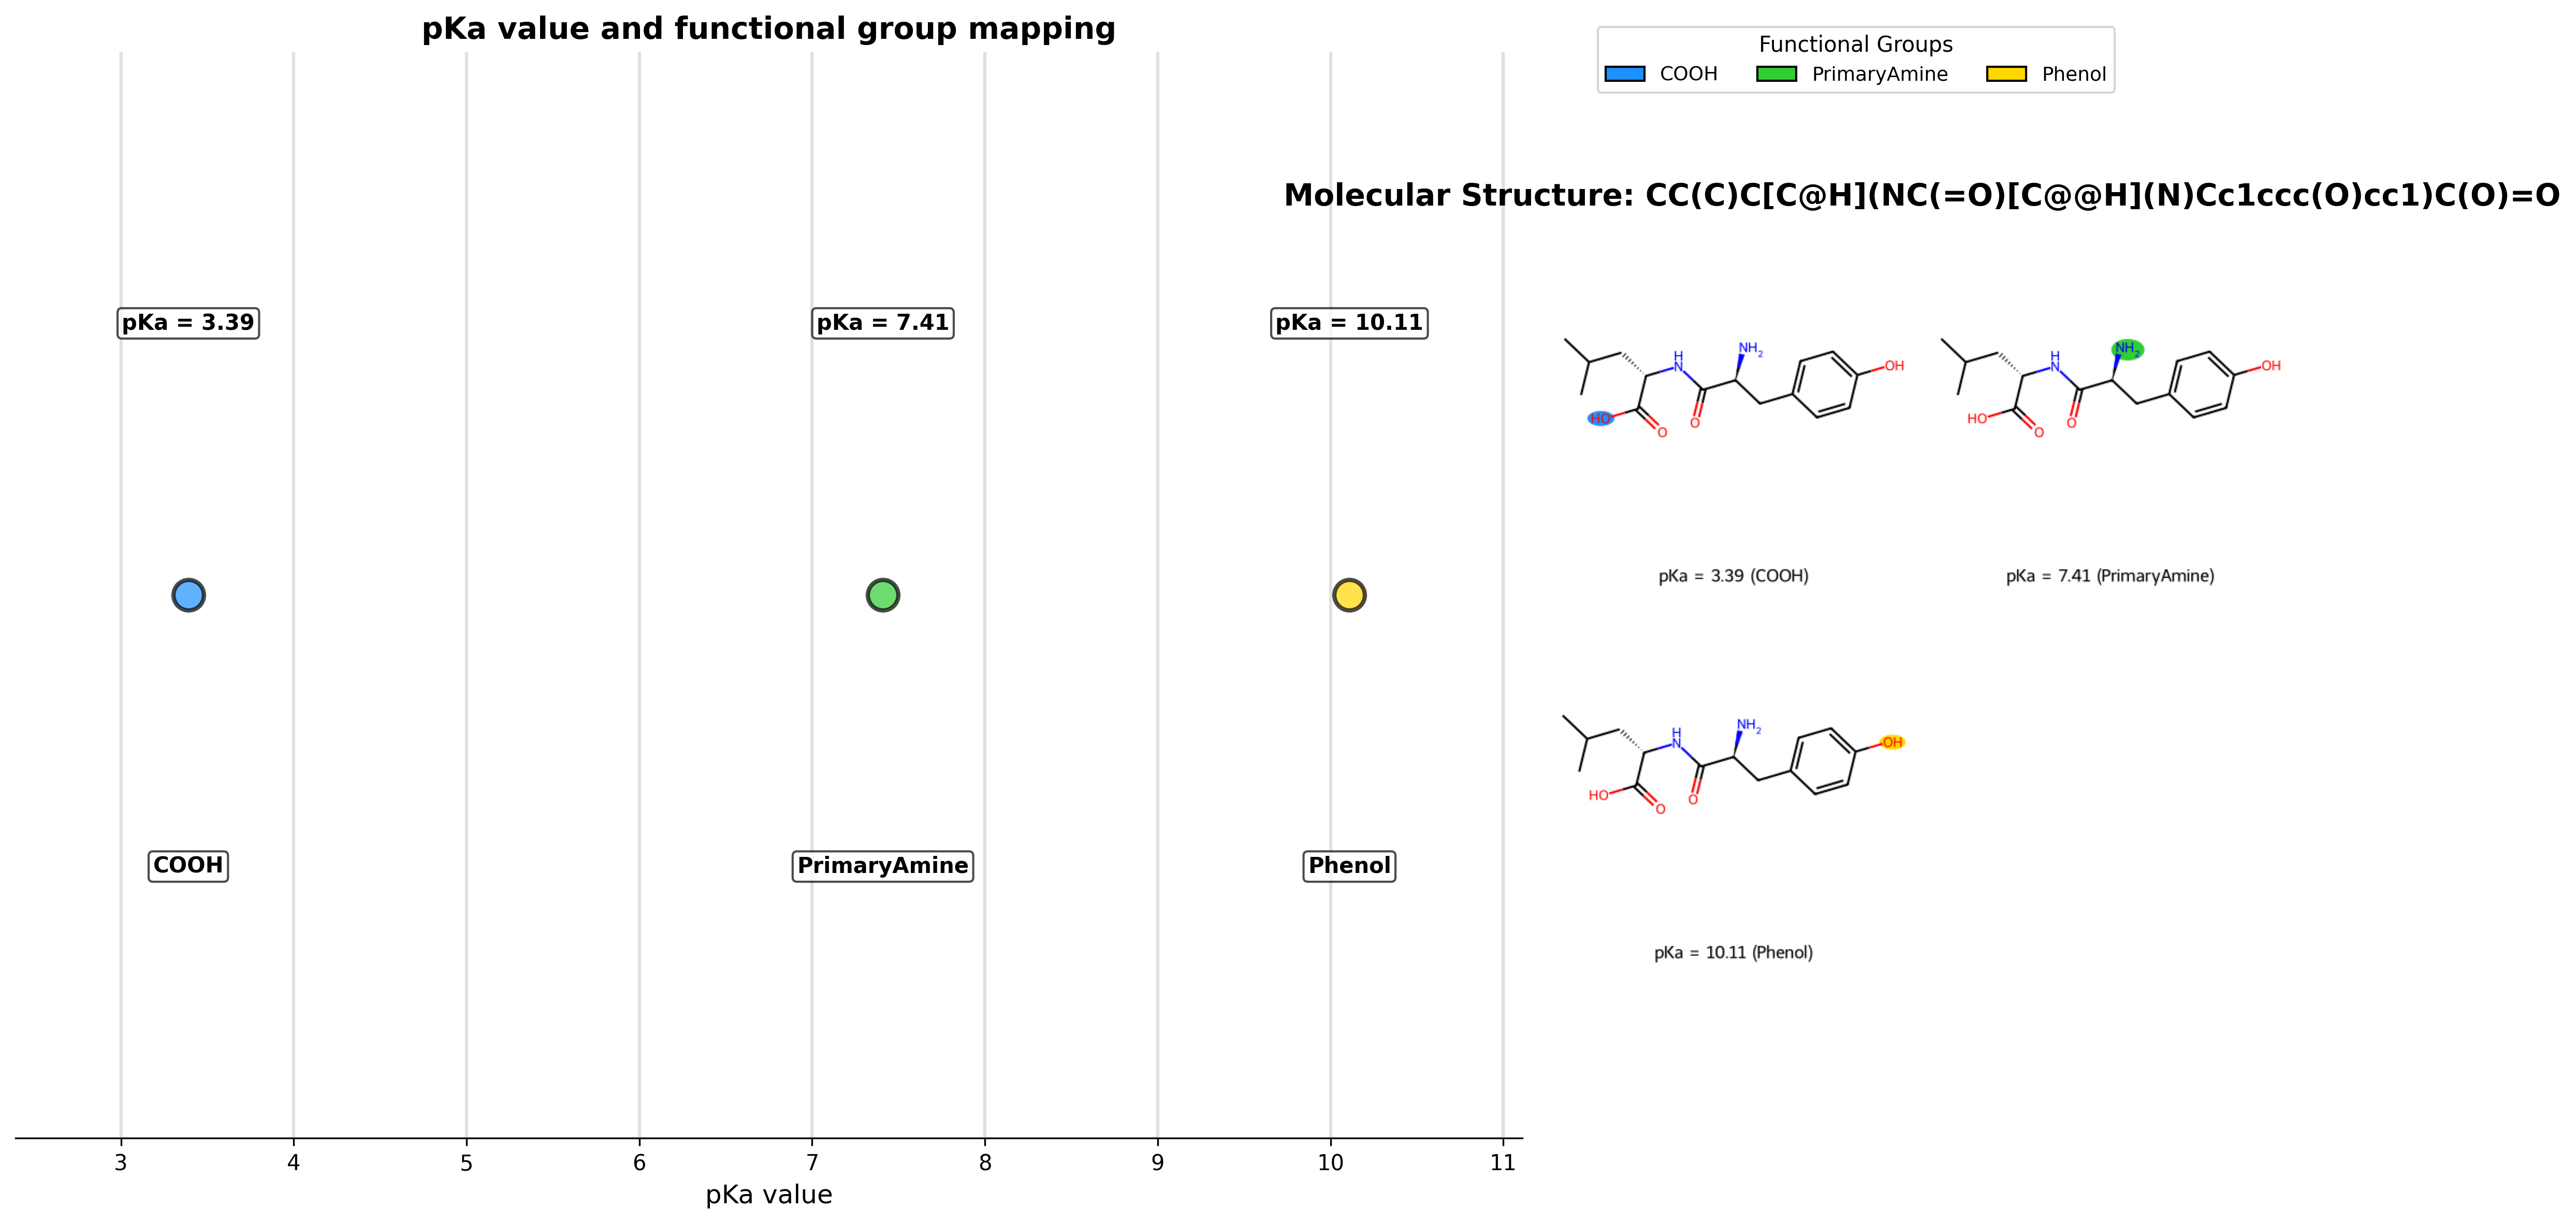 pKa value and functional group mapping
Functional Groups
COOH PrimaryAmine Phenol
Molecular Structure: CC(C)C[C@H](NC(=O)[C@@H](N)Cc1ccc(O)cc1)C(O)=O
pKa = 3.39
pKa = 7.41
pKa = 10.11
COOH
PrimaryAmine
Phenol
3 4 5 6 7 8 9 10 11
pKa value
H
N
NH2
OH
HO
O
O
pKa = 3.39 (COOH)
H
N
NH2
OH
HO
O
O
pKa = 7.41 (PrimaryAmine)
H
N
NH2
OH
HO
O
O
pKa = 10.11 (Phenol)